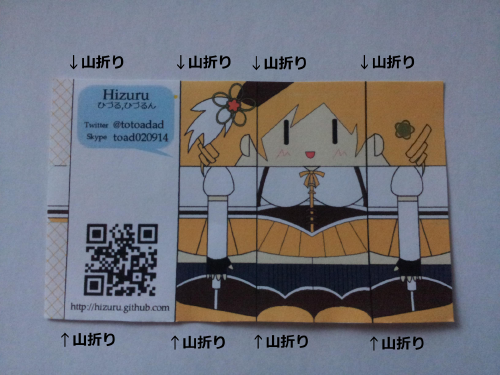 ↓山折り ↓山折り ↓山折り ↓山折り
Hizuru
ひづる,ひづるん
Twitter @totoadad
Skype toad020914
http://hizuru.github.com
↑山折り ↑山折り ↑山折り ↑山折り